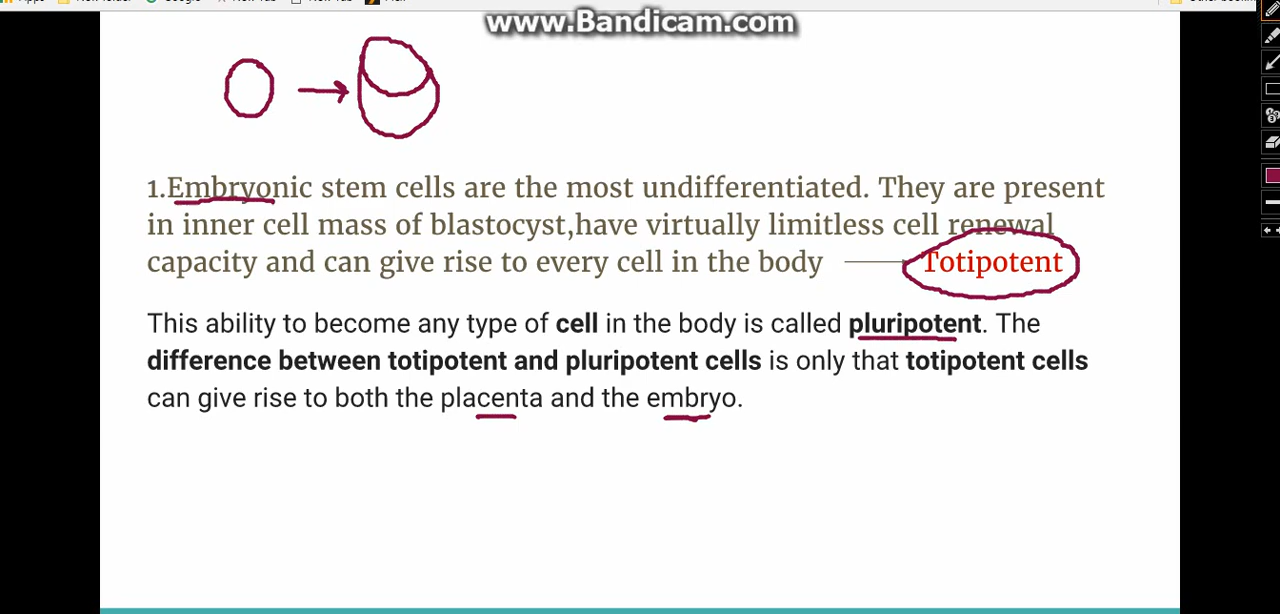 www.Bandicam.com
1.Embryonic stem cells are the most undifferentiated. They are present
in inner cell mass of blastocyst,have virtually limitless cell renewal
capacity and can give rise to every cell in the body Totipotent
This ability to become any type of cell in the body is called pluripotent. The
difference between totipotent and pluripotent cells is only that totipotent cells
can give rise to both the placenta and the embryo.